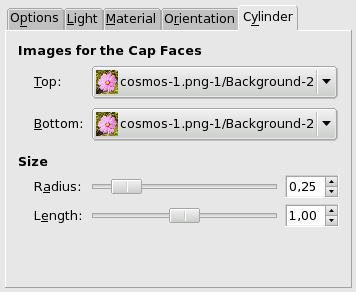 Options Light Material Orientation Cylinder
Images for the Cap Faces
Top: cosmos-1.png-1/Background-2
Bottom: cosmos-1.png-1/Background-2
Size
Radius: 0,25
Length: 1,00